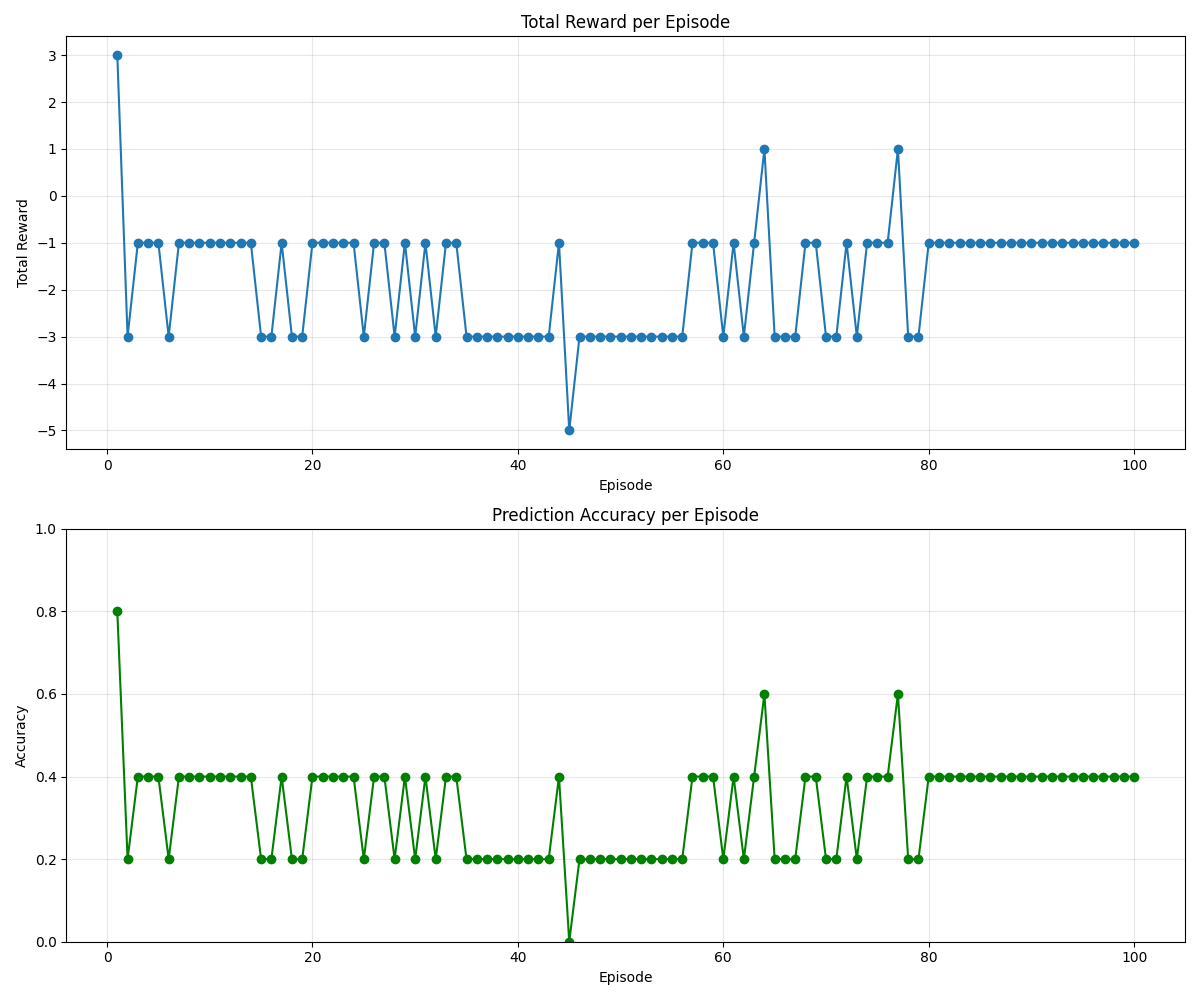 Total Reward per Episode
Total Reward
3
2
1
0
−1
−2
−3
−4
−5
0 20 40 60 80 100
Episode
Prediction Accuracy per Episode
Accuracy
1.0
0.8
0.6
0.4
0.2
0.0
0 20 40 60 80 100
Episode